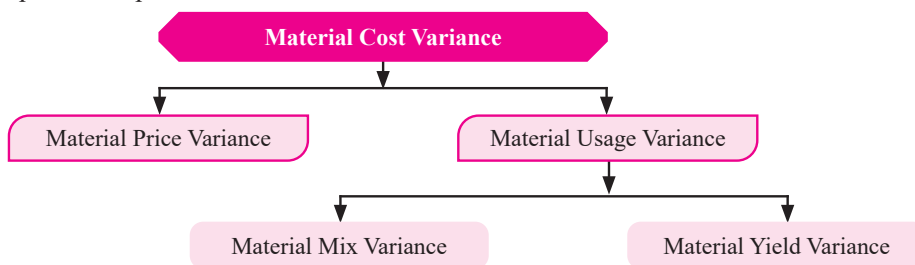 Material Cost Variance
Material Price Variance
Material Usage Variance
Material Mix Variance
Material Yield Variance